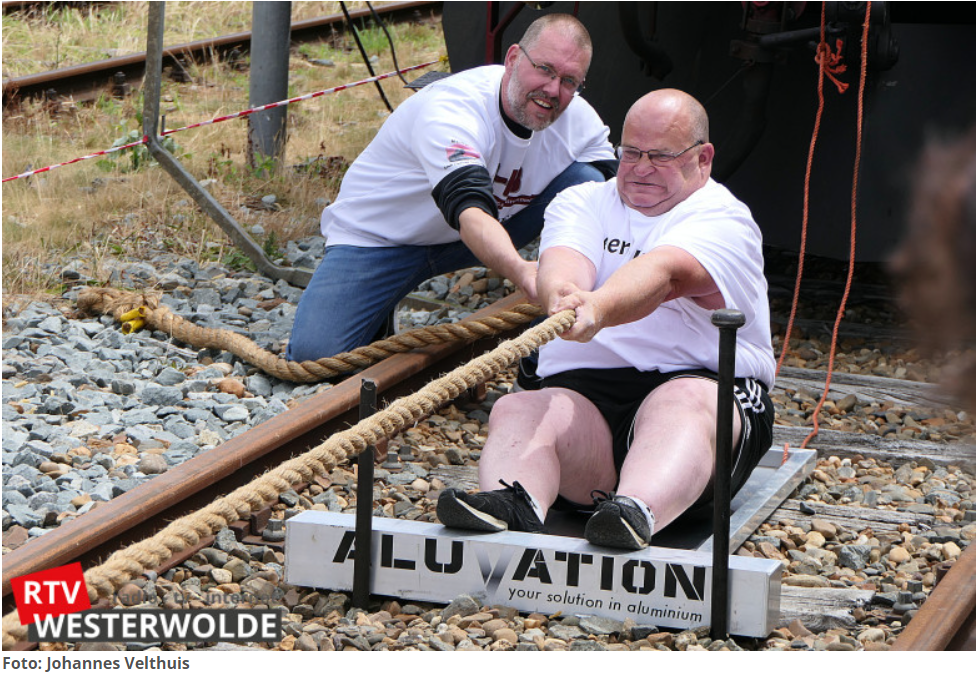 ALUVATION
your solution in aluminium
RTV
WESTERWOLDE
Foto: Johannes Velthuis